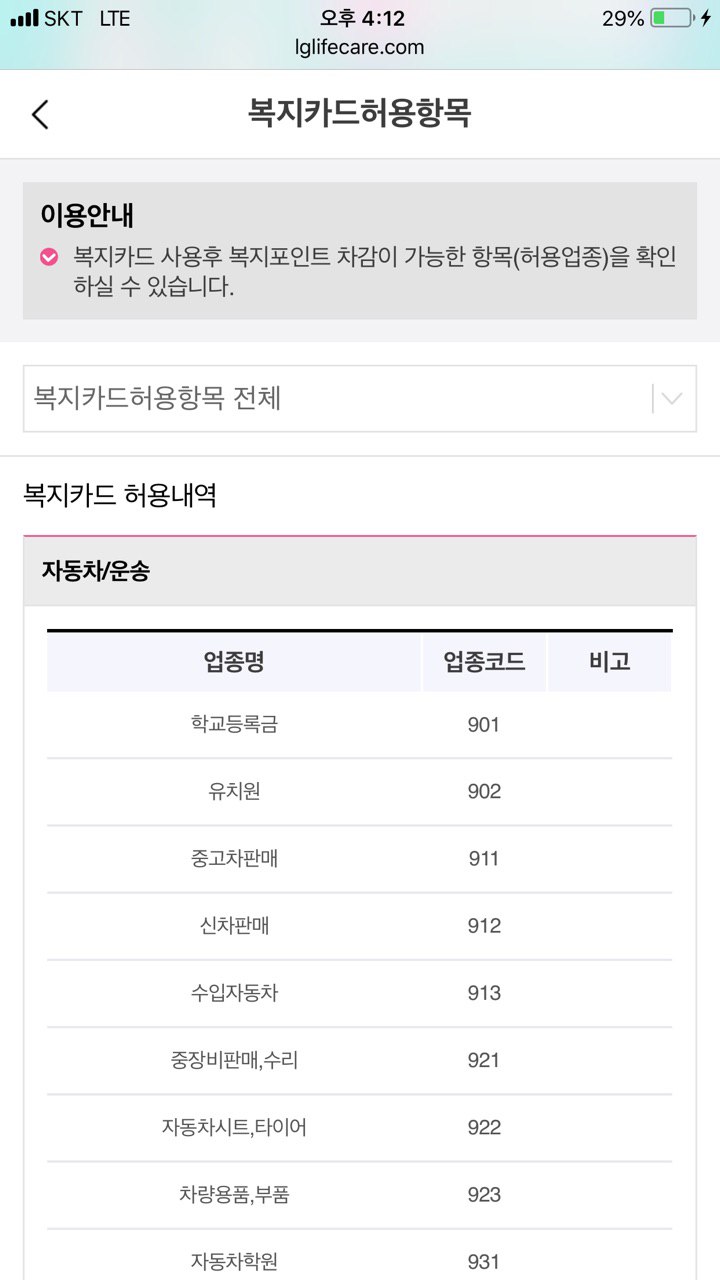 SKT LTE 오후 4:12 29%
lglifecare.com
복지카드허용항목
이용안내
복지카드 사용후 복지포인트 차감이 가능한 항목(허용업종)을 확인
하실 수 있습니다.
복지카드허용항목 전체
복지카드 허용내역
자동차/운송
업종명 업종코드 비고
학교등록금 901
유치원 902
중고차판매 911
신차판매 912
수입자동차 913
중장비판매,수리 921
자동차시트,타이어 922
차량용품,부품 923
자동차학원 931